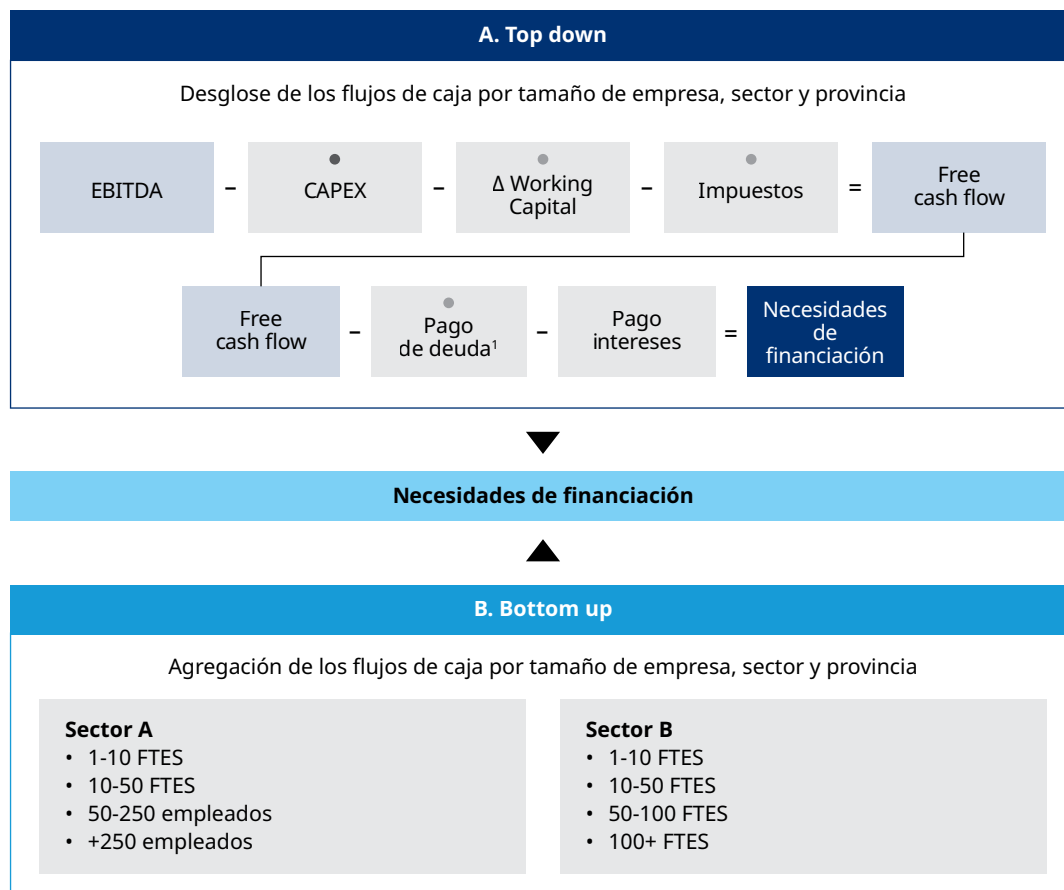 A. Top down
Desglose de los flujos de caja por tamaño de empresa, sector y provincia
EBITDA – CAPEX – Δ Working Capital – Impuestos = Free cash flow
Free cash flow – Pago de deuda¹ – Pago intereses = Necesidades de financiación
Necesidades de financiación
B. Bottom up
Agregación de los flujos de caja por tamaño de empresa, sector y provincia
Sector A
• 1-10 FTES
• 10-50 FTES
• 50-250 empleados
• +250 empleados
Sector B
• 1-10 FTES
• 10-50 FTES
• 50-100 FTES
• 100+ FTES